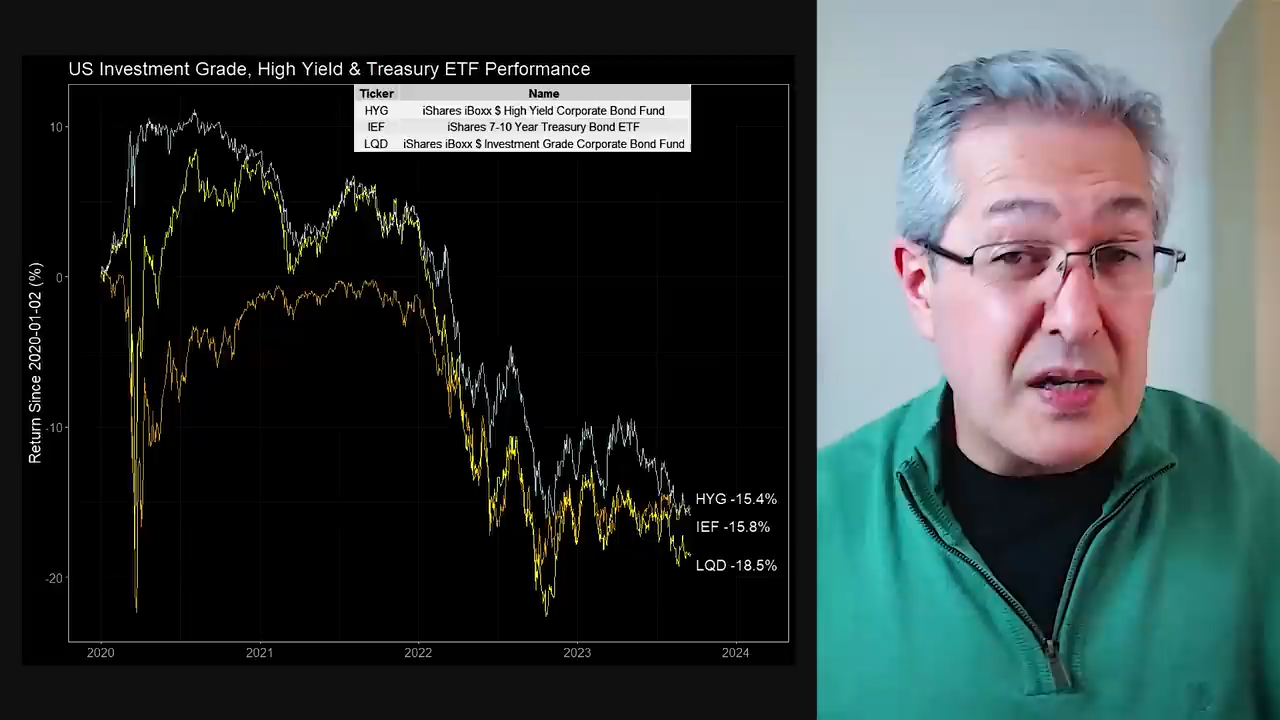 US Investment Grade, High Yield & Treasury ETF Performance
Ticker Name
HYG iShares iBoxx $ High Yield Corporate Bond Fund
IEF iShares 7-10 Year Treasury Bond ETF
LQD iShares iBoxx $ Investment Grade Corporate Bond Fund
Return Since 2020-01-02 (%)
10
0
-10
-20
HYG -15.4%
IEF -15.8%
LQD -18.5%
2020 2021 2022 2023 2024